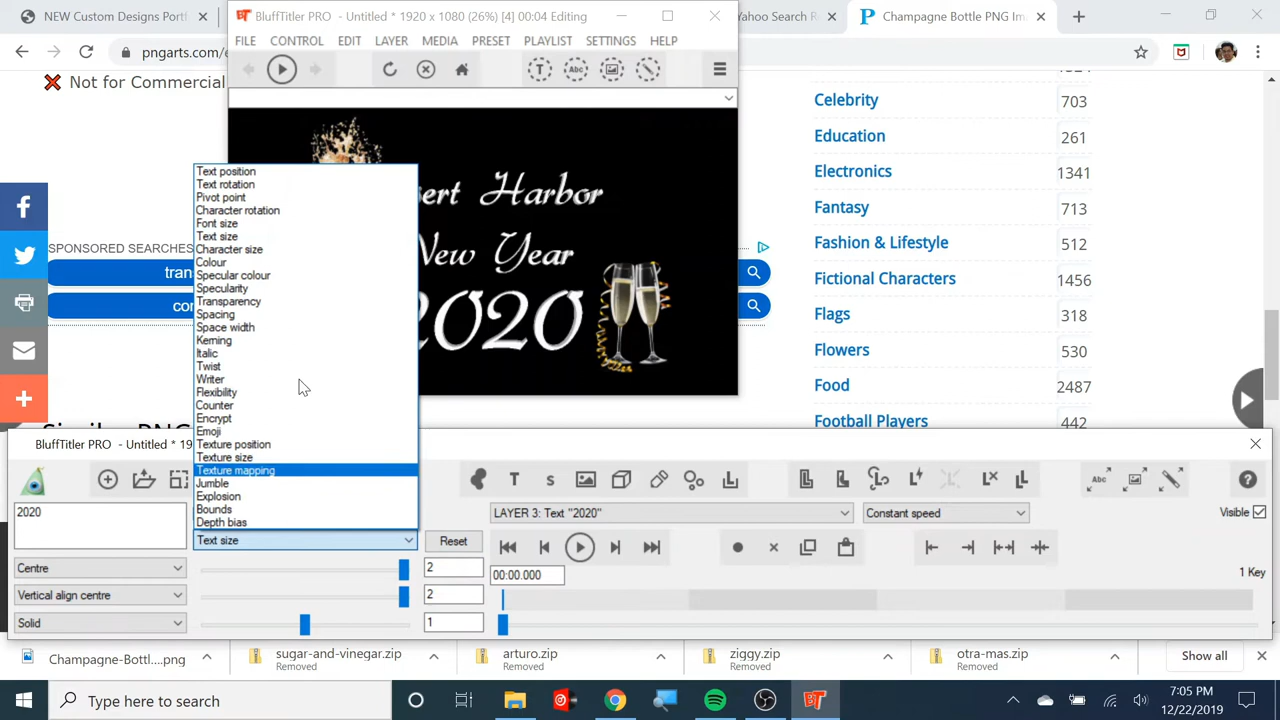 NEW Custom Designs Portf
Yahoo Search R
Champagne Bottle PNG Im
pngarts.com/e
BluffTitler PRO - Untitled * 1920 x 1080 (26%) [4] 00:04 Editing
FILE CONTROL EDIT LAYER MEDIA PRESET PLAYLIST SETTINGS HELP
Not for Commercial
SPONSORED SEARCHES
tran
con
ert Harbor
New Year
2020
Celebrity 703
Education 261
Electronics 1341
Fantasy 713
Fashion & Lifestyle 512
Fictional Characters 1456
Flags 318
Flowers 530
Food 2487
Football Players 442
Text position
Text rotation
Pivot point
Character rotation
Font size
Text size
Character size
Colour
Specular colour
Specularity
Transparency
Spacing
Space width
Kerning
Italic
Twist
Writer
Flexibility
Counter
Encrypt
Emoji
Texture position
Texture size
Texture mapping
Jumble
Explosion
Bounds
Depth bias
BluffTitler PRO - Untitled * 19
T S Abc
2020
LAYER 3: Text "2020"
Constant speed
Visible
Text size
Reset
Centre
2
00:00.000
1 Key
Vertical align centre
2
Solid
1
Champagne-Bottl....png
sugar-and-vinegar.zip
Removed
arturo.zip
Removed
ziggy.zip
Removed
otra-mas.zip
Removed
Show all
Type here to search
7:05 PM
12/22/2019